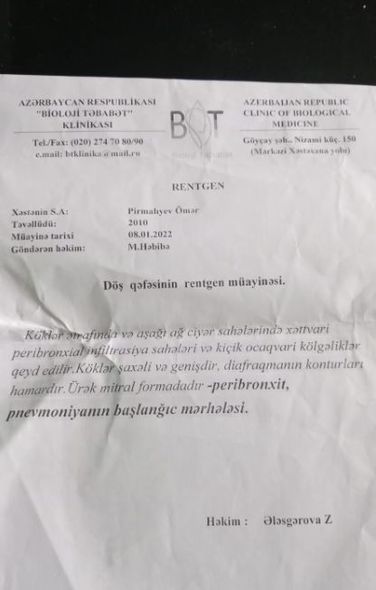 AZƏRBAYCAN RESPUBLİKASI
"BİOLOJİ TƏBABƏT"
KLİNİKASI
Tel./Fax: (020) 274 70 80/90
e.mail: btklinika@mail.ru
BT
AZERBAIJAN REPUBLIC
CLINIC OF BIOLOGICAL
MEDICINE
Göyçay şəh., Nizami küç. 150
(Mərkəzi Xəstəxana yolu)
RENTGEN
Xəstənin S.A: Pirmalıyev Ömər
Təvəllüdü: 2010
Müayinə tarixi 08.01.2022
Göndərən həkim: M.Həbibə
Döş qəfəsinin rentgen müayinəsi.
Köklər ətrafında və aşağı ağ ciyər sahələrində xəttvari
peribronxial infiltrasiya sahələri və kiçik ocaqvari kölgəliklər
qeyd edilir.Köklər şaxəli və genişdir, diafraqmanın konturları
hamardır.Ürək mitral formadadır -peribronxit,
pnevmoniyanın başlanğıc mərhələsi.
Həkim : Ələsgərova Z